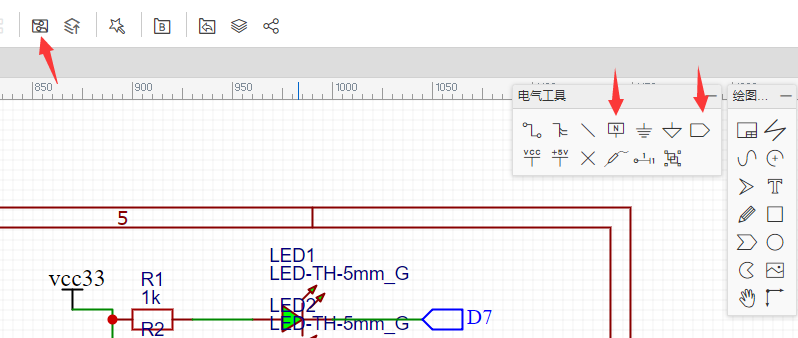 B
850
900
950
1000
1050
电气工具
绘图...
N
VCC
+5V
T
5
vcc33
R1
1k
R2
LED1
LED-TH-5mm_G
LED2
LED-TH-5mm_G
D7